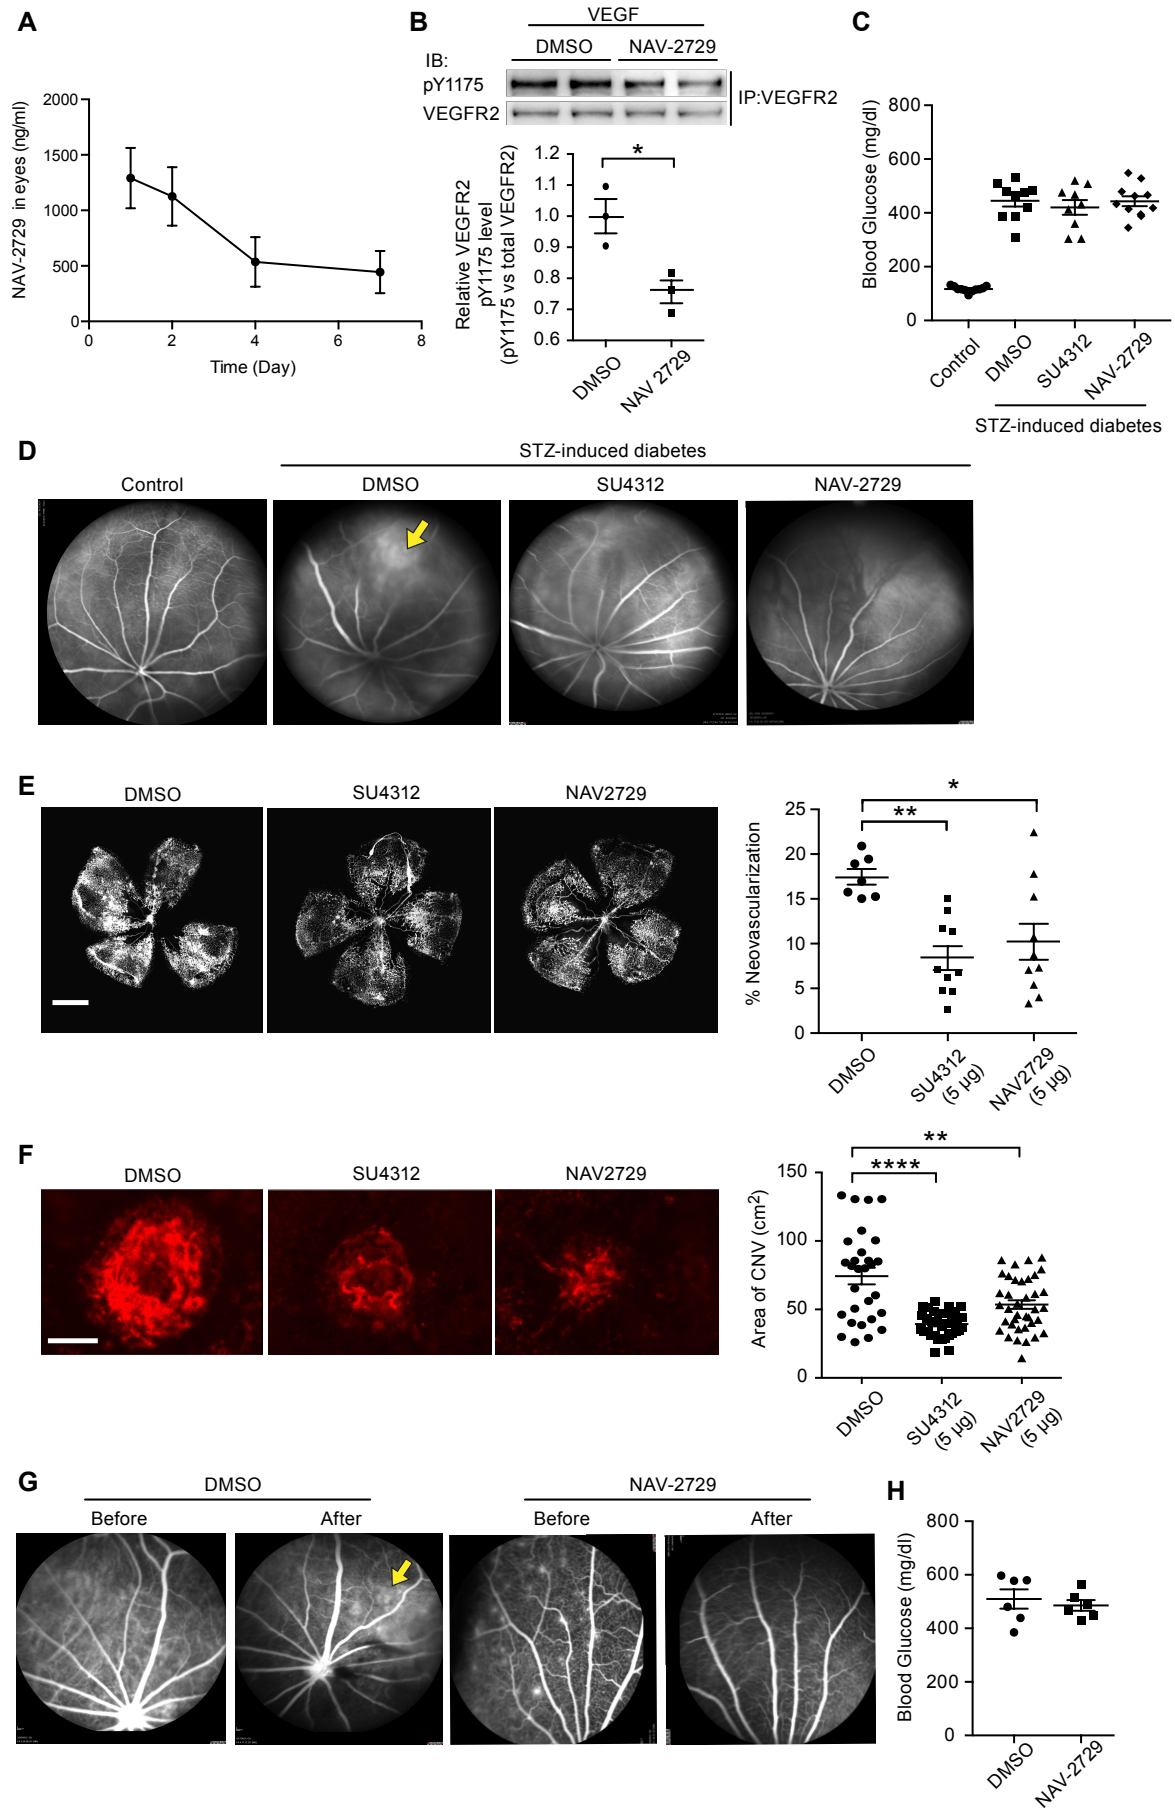 A
NAV-2729 in eyes (ng/ml)
2000
1500
1000
500
0
0 2 4 6 8
Time (Day)
B
VEGF
DMSO NAV-2729
IB:
pY1175
VEGFR2
IP:VEGFR2
Relative VEGFR2
pY1175 level
(pY1175 vs total VEGFR2)
1.2
1.1
1.0
0.9
0.8
0.7
0.6
*
DMSO
NAV 2729
C
Blood Glucose (mg/dl)
800
600
400
200
0
Control
DMSO
SU4312
NAV-2729
STZ-induced diabetes
D
STZ-induced diabetes
Control DMSO SU4312 NAV-2729
E
DMSO SU4312 NAV2729
% Neovascularization
25
20
15
10
5
0
*
**
DMSO
SU4312
(5 µg)
NAV2729
(5 µg)
F
DMSO SU4312 NAV2729
Area of CNV (cm²)
150
100
50
0
**
****
DMSO
SU4312
(5 µg)
NAV2729
(5 µg)
G
DMSO NAV-2729
Before After Before After
H
Blood Glucose (mg/dl)
800
600
400
200
0
DMSO
NAV-2729